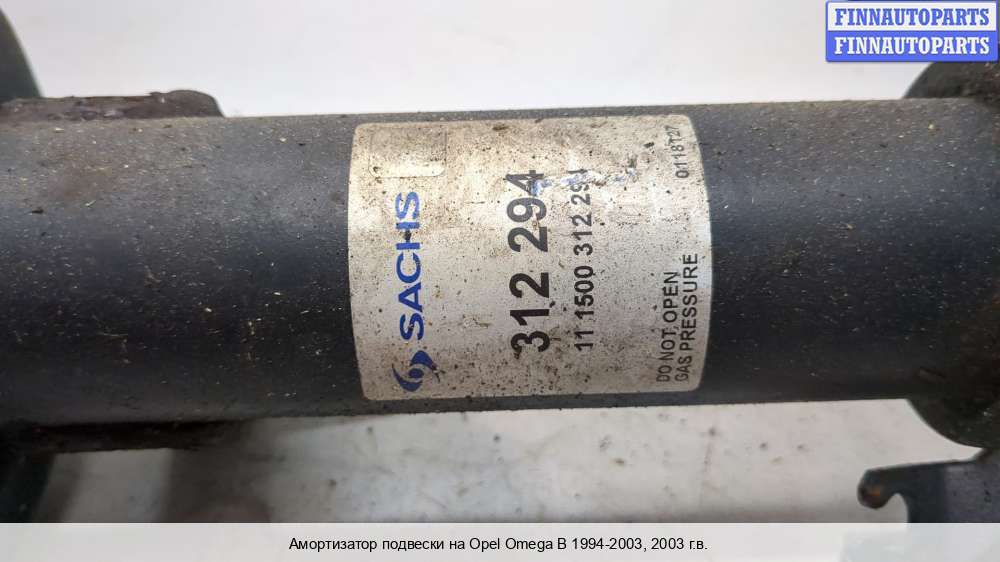 FINNAUTOPARTS
FINNAUTOPARTS
SACHS
312 294
11 1500 312 294
0118T27
DO NOT OPEN
GAS PRESSURE
Амортизатор подвески на Opel Omega B 1994-2003, 2003 г.в.